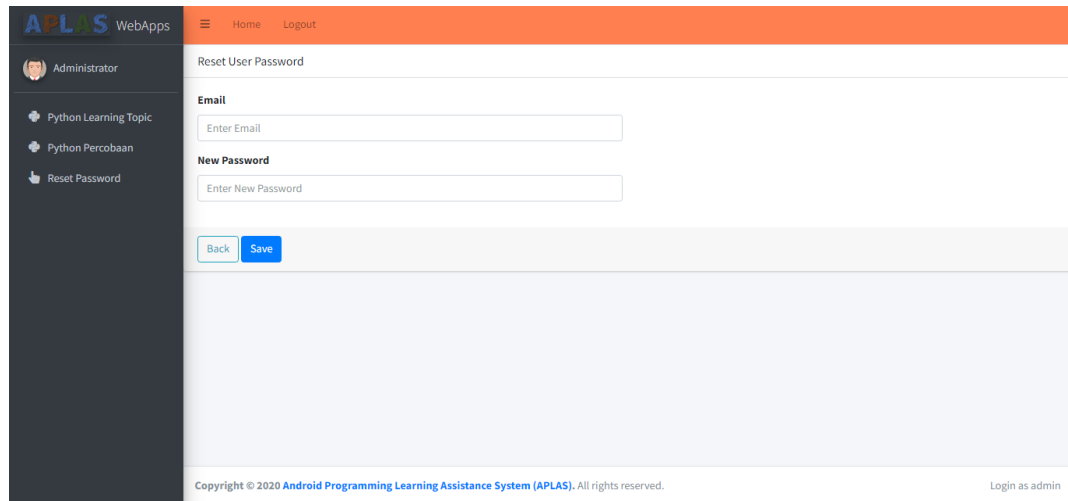 APLAS WebApps
Home Logout
Administrator
Reset User Password
Python Learning Topic
Python Percobaan
Reset Password
Email
Enter Email
New Password
Enter New Password
Back Save
Copyright © 2020 Android Programming Learning Assistance System (APLAS). All rights reserved.
Login as admin